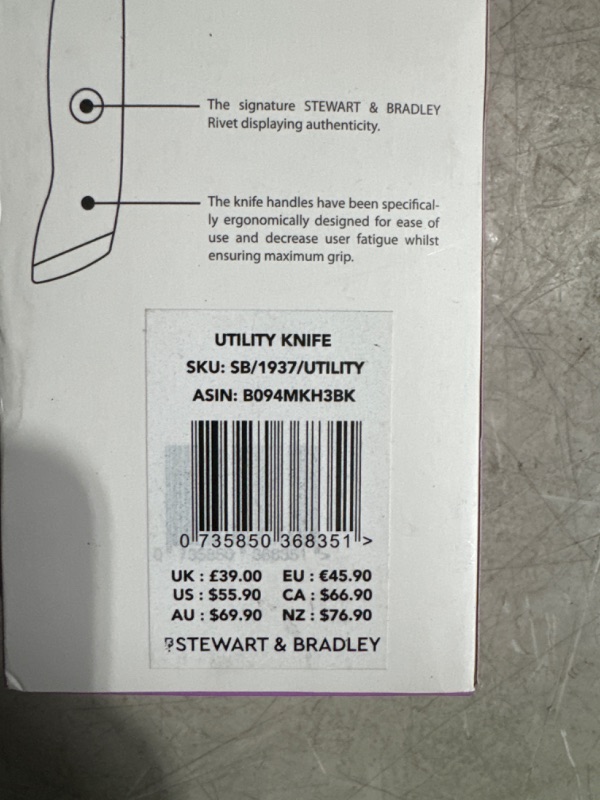 The signature STEWART & BRADLEY
Rivet displaying authenticity.
The knife handles have been specifical-
ly ergonomically designed for ease of
use and decrease user fatigue whilst
ensuring maximum grip.
UTILITY KNIFE
SKU: SB/1937/UTILITY
ASIN: B094MKH3BK
0 735850 368351 >
UK : £39.00 EU : €45.90
US : $55.90 CA : $66.90
AU : $69.90 NZ : $76.90
STEWART & BRADLEY